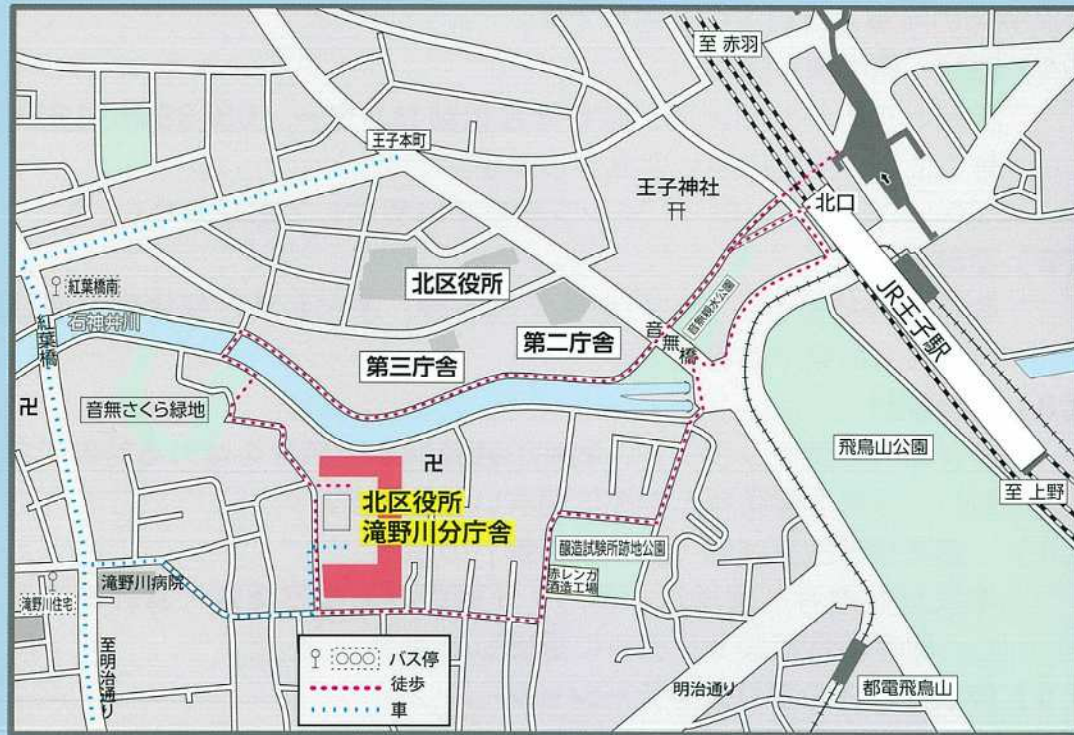 至 赤羽
王子本町
王子神社
北口
北区役所
紅葉橋南
石神井川
紅葉橋
音無親水公園
音無橋
JR王子駅
第二庁舎
第三庁舎
音無さくら緑地
飛鳥山公園
至 上野
北区役所
滝野川分庁舎
醸造試験所跡地公園
赤レンガ
酒造工場
滝野川病院
滝野川住宅
至明治通り
バス停
徒歩
車
明治通り
都電飛鳥山